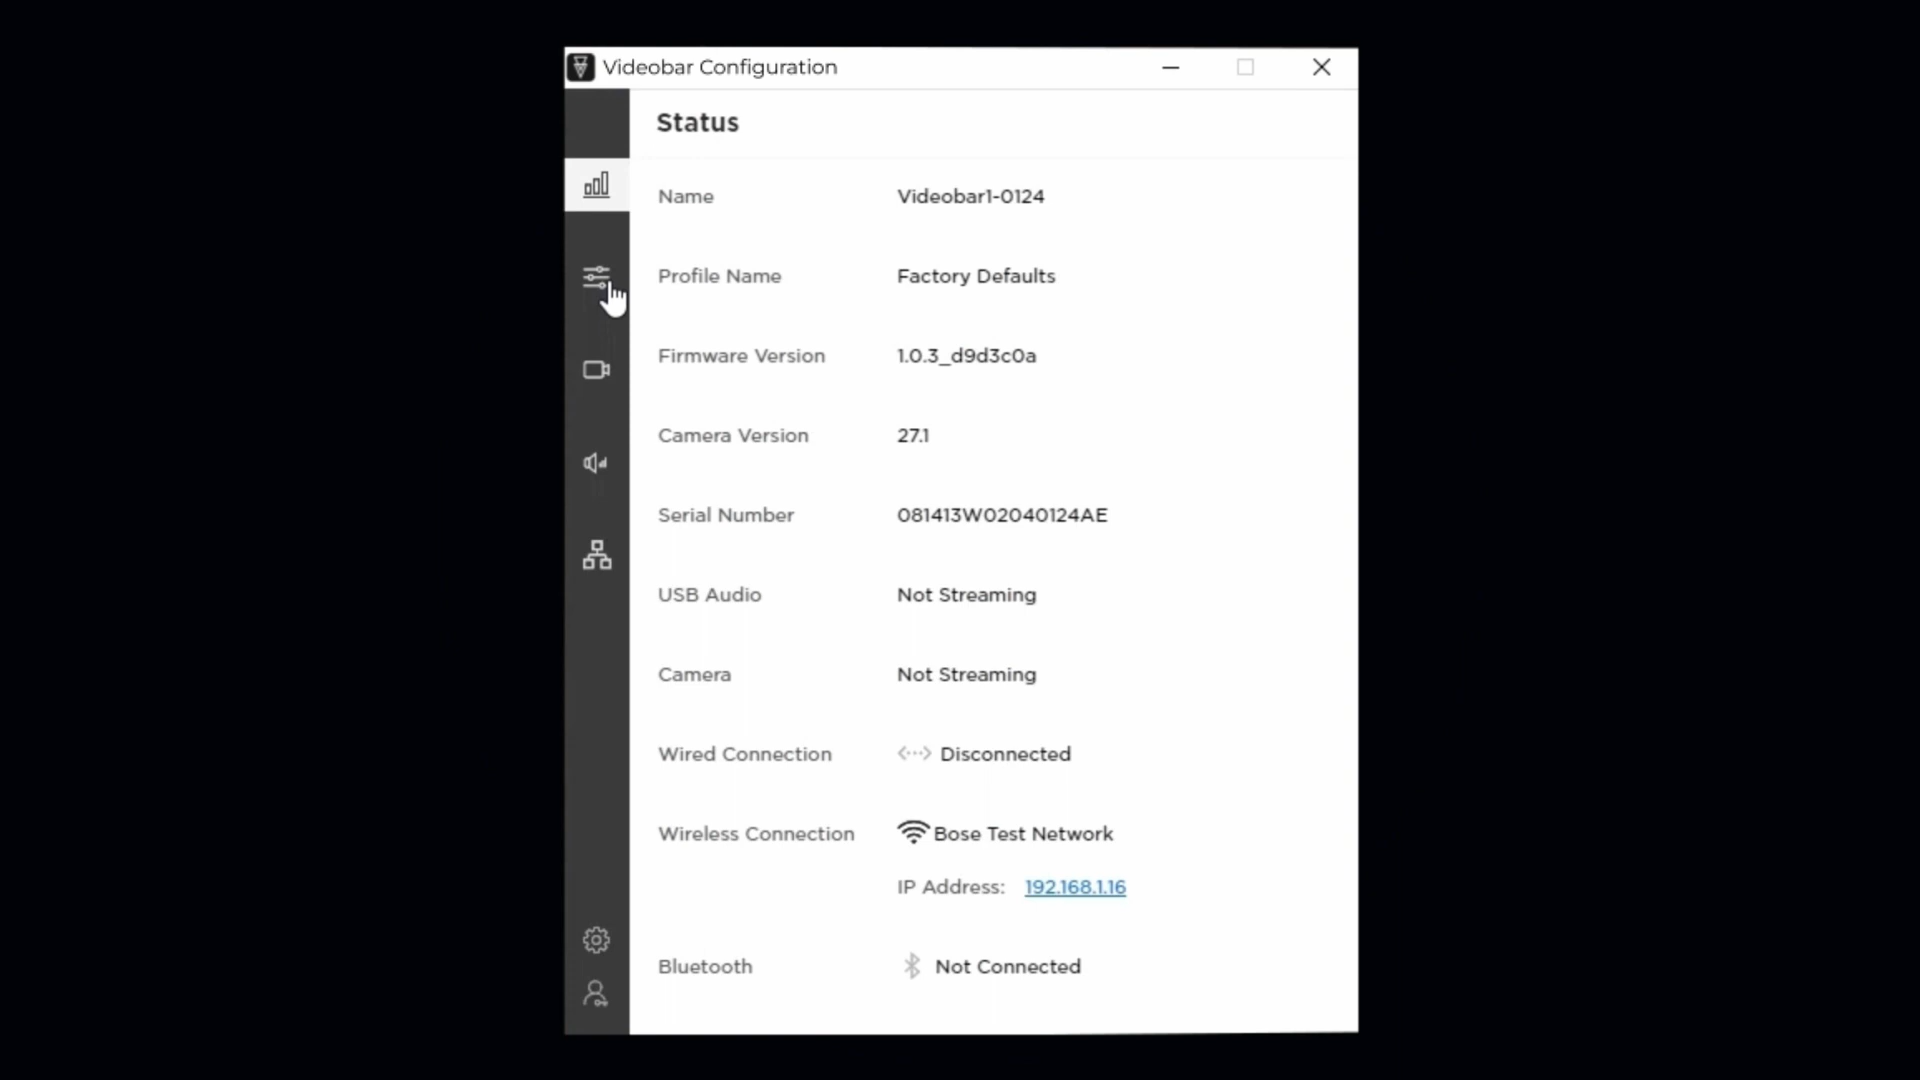 Videobar Configuration
Status
Name Videobar1-0124
Profile Name Factory Defaults
Firmware Version 1.0.3_d9d3c0a
Camera Version 27.1
Serial Number 081413W02040124AE
USB Audio Not Streaming
Camera Not Streaming
Wired Connection Disconnected
Wireless Connection Bose Test Network
IP Address: 192.168.1.16
Bluetooth Not Connected